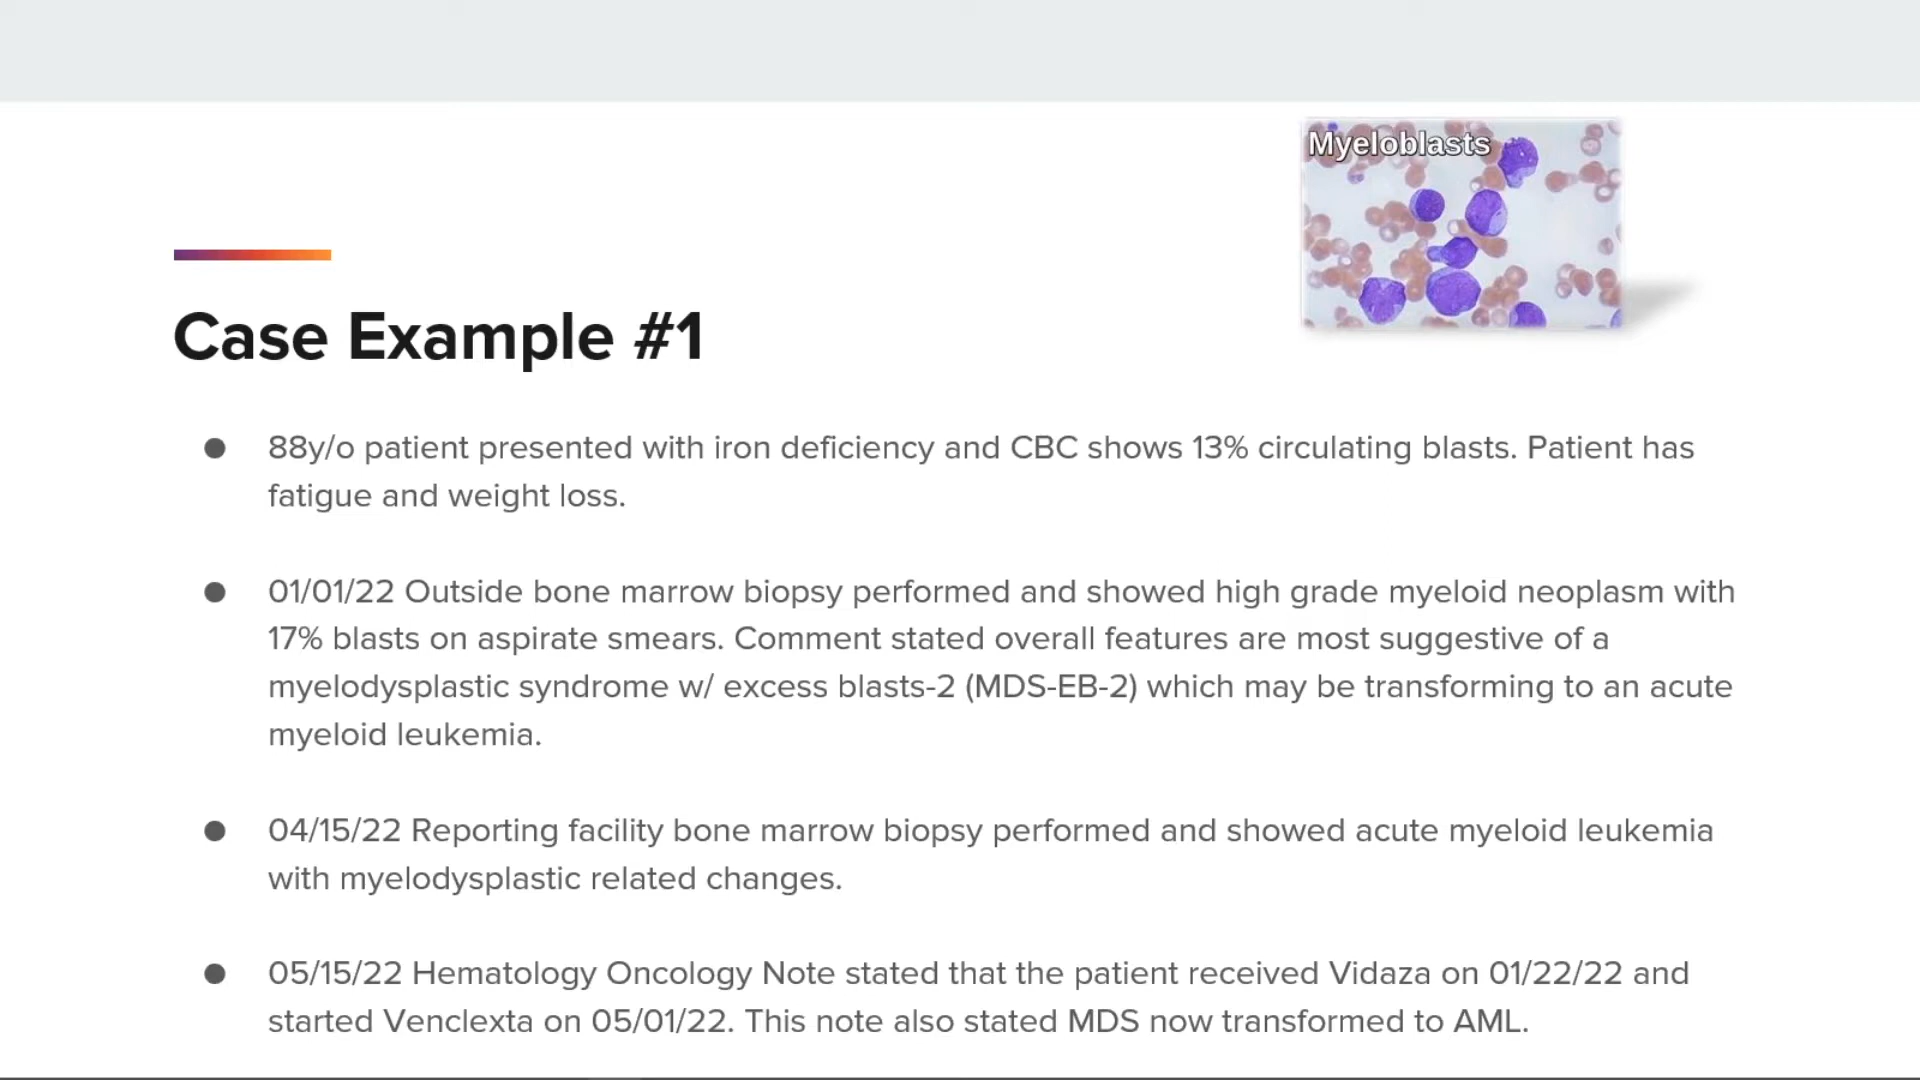 Myeloblasts
Case Example #1
● 88y/o patient presented with iron deficiency and CBC shows 13% circulating blasts. Patient has
fatigue and weight loss.
● 01/01/22 Outside bone marrow biopsy performed and showed high grade myeloid neoplasm with
17% blasts on aspirate smears. Comment stated overall features are most suggestive of a
myelodysplastic syndrome w/ excess blasts-2 (MDS-EB-2) which may be transforming to an acute
myeloid leukemia.
● 04/15/22 Reporting facility bone marrow biopsy performed and showed acute myeloid leukemia
with myelodysplastic related changes.
● 05/15/22 Hematology Oncology Note stated that the patient received Vidaza on 01/22/22 and
started Venclexta on 05/01/22. This note also stated MDS now transformed to AML.